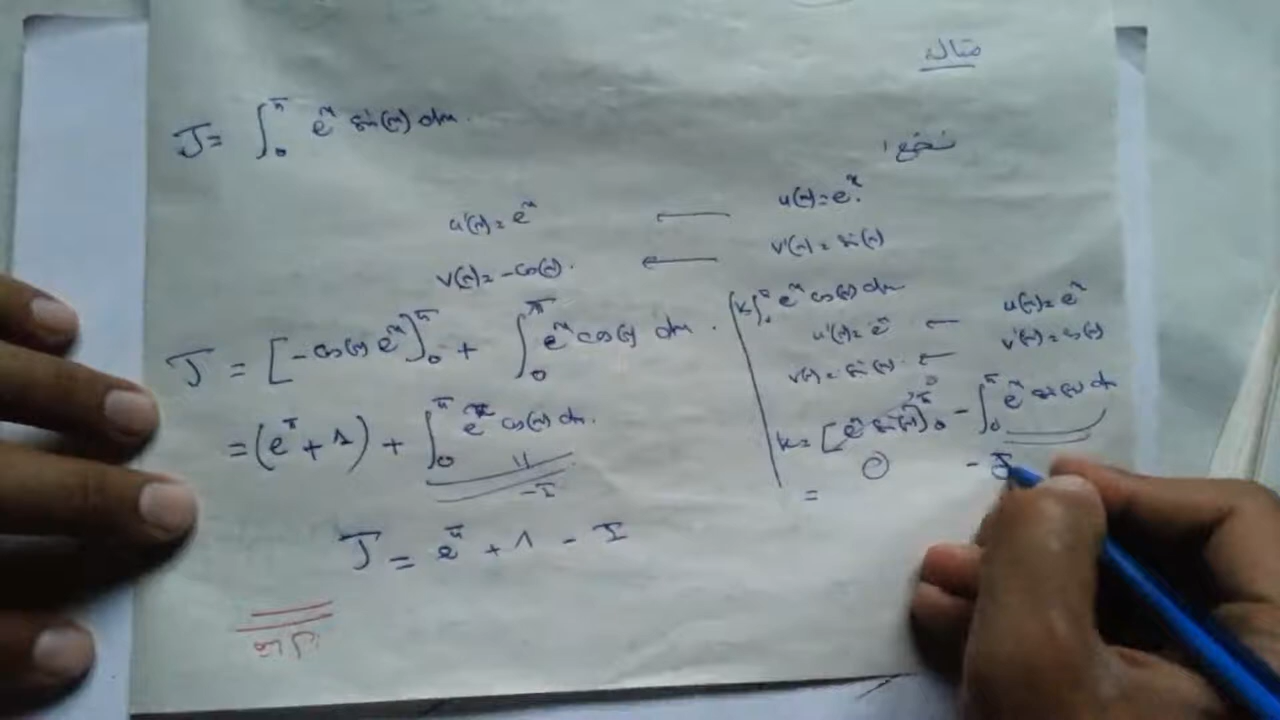 مثال
J = ∫₀^π e^x sin(x) dx.
نضع :
u(x) = e^x. ← u'(x) = e^x
v'(x) = sin(x) ← v(x) = -cos(x).
J = [-cos(x) e^x]₀^π + ∫₀^π e^x cos(x) dx.
= (e^π + 1) + ∫₀^π e^x cos(x) dx.
= -I
J = e^π + 1 - I
K ∫₀^π e^x cos(x) dx
u(x) = e^x ← u'(x) = e^x
v'(x) = cos(x) ← v(x) = sin(x).
K = [e^x sin(x)]₀^π - ∫₀^π e^x sin(x) dx
0 - I
=